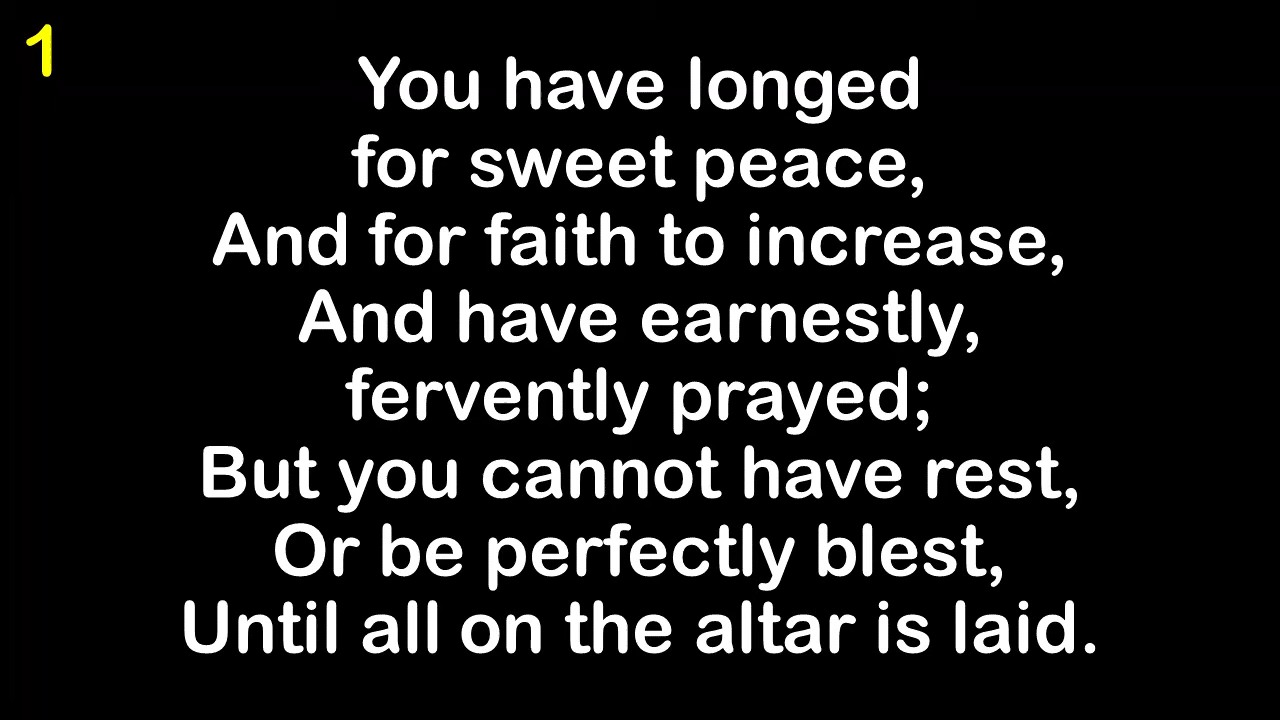 1
You have longed
for sweet peace,
And for faith to increase,
And have earnestly,
fervently prayed;
But you cannot have rest,
Or be perfectly blest,
Until all on the altar is laid.